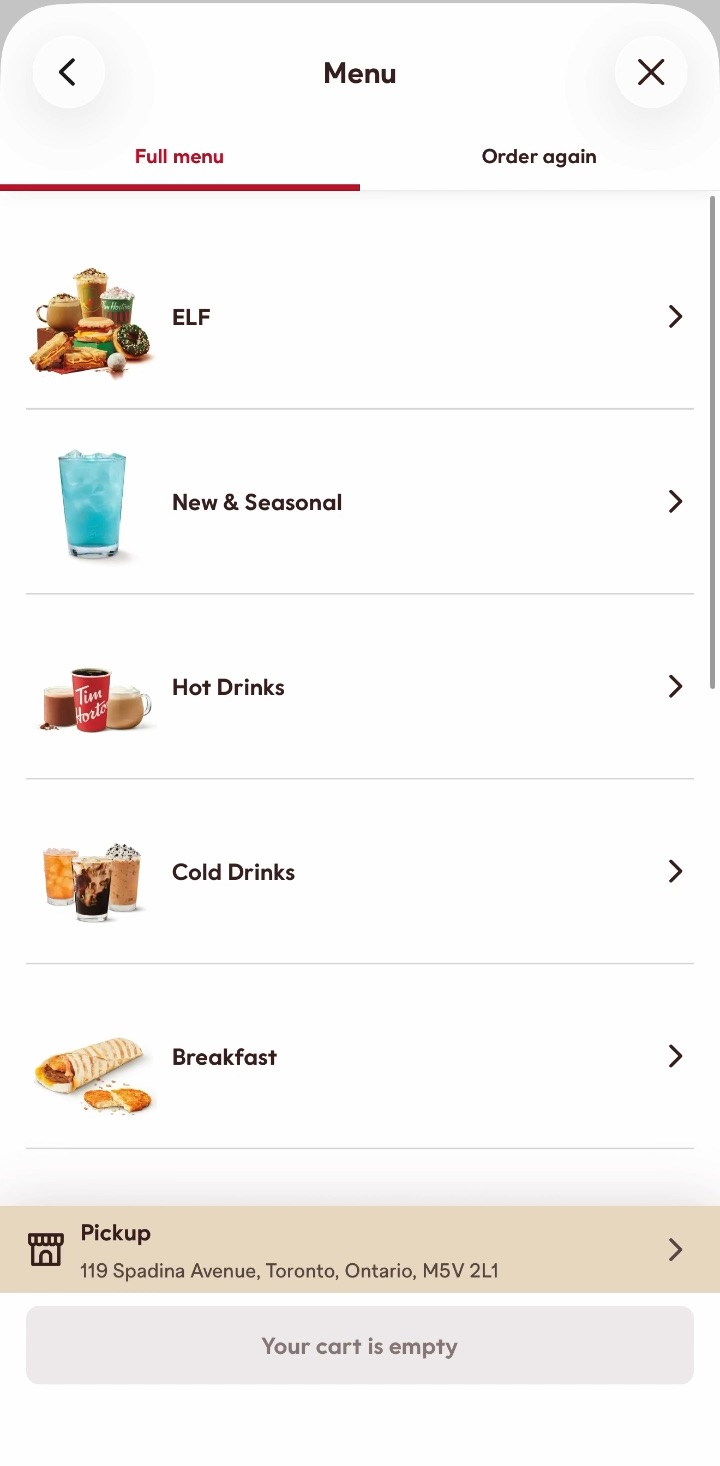 Menu
Full menu
Order again
ELF
New & Seasonal
Tim
Hot Drinks
Cold Drinks
Breakfast
Pickup
119 Spadina Avenue, Toronto, Ontario, M5V 2L1
Your cart is empty